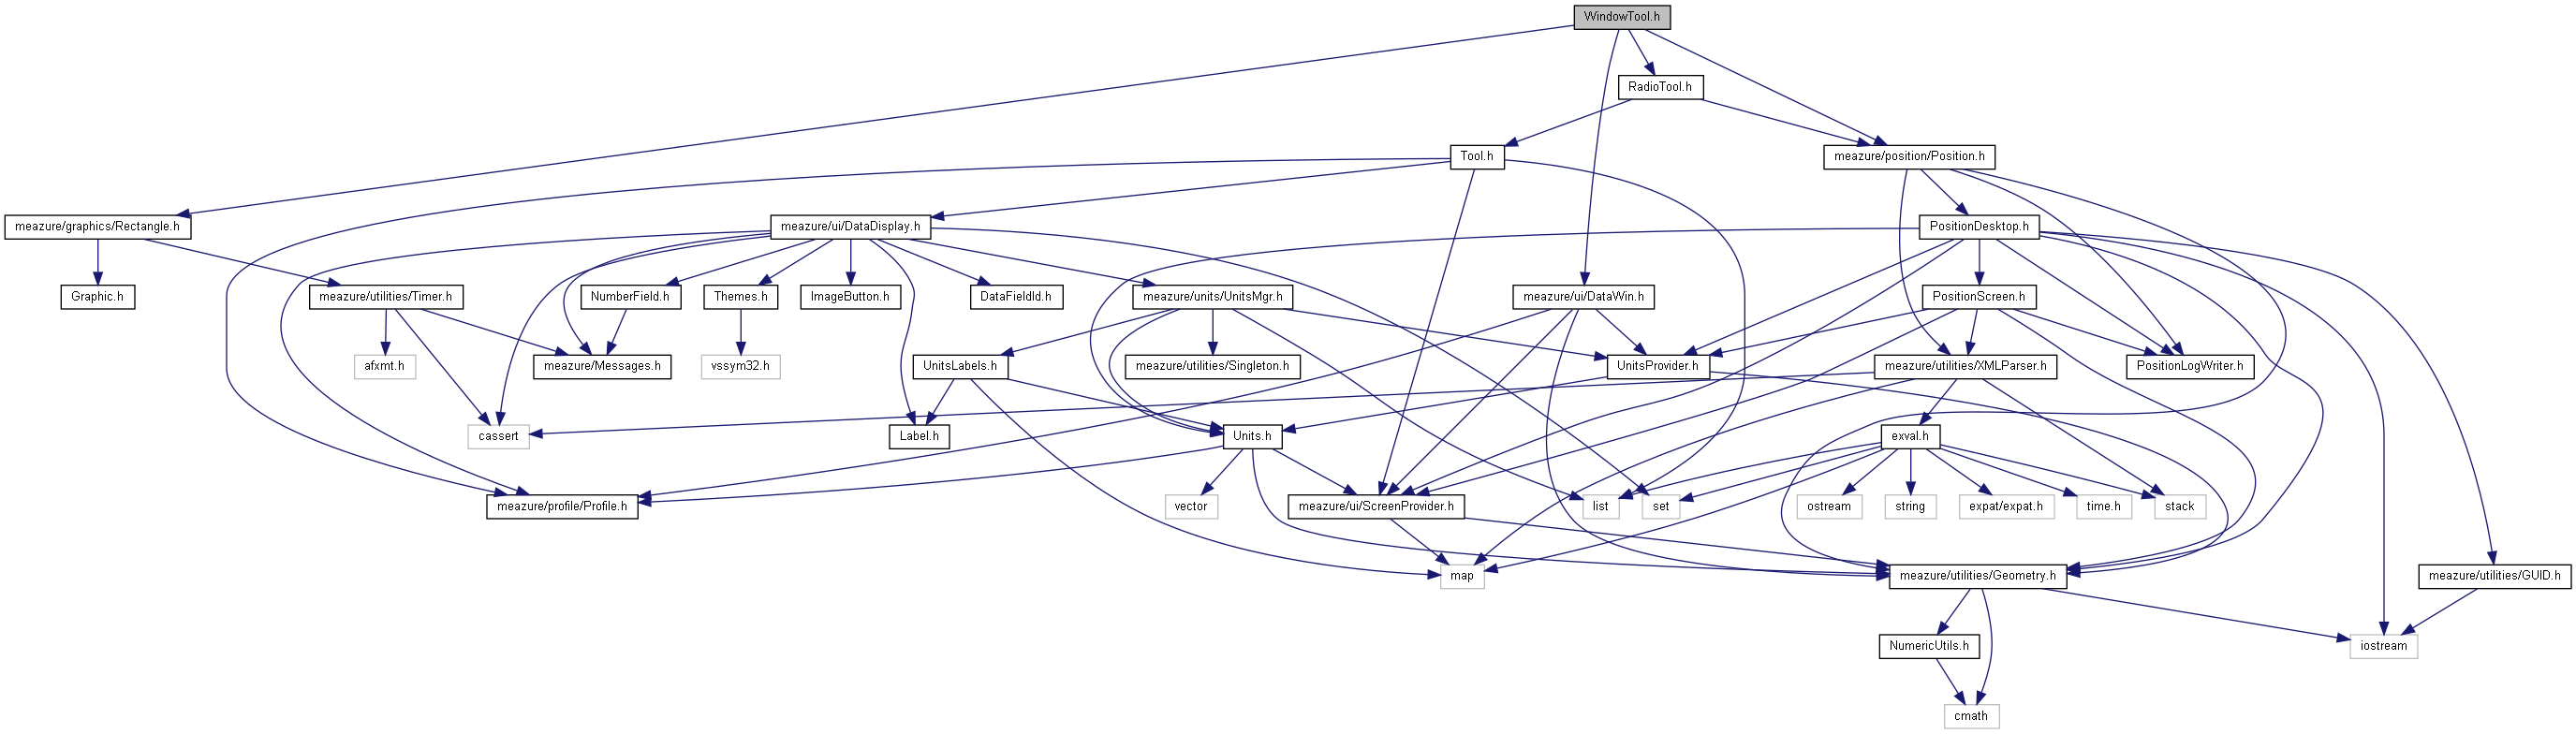 WindowTool.h
RadioTool.h
Tool.h
meazure/position/Position.h
meazure/graphics/Rectangle.h
meazure/ui/DataDisplay.h
PositionDesktop.h
Graphic.h
meazure/utilities/Timer.h
NumberField.h
Themes.h
ImageButton.h
DataFieldId.h
meazure/units/UnitsMgr.h
meazure/ui/DataWin.h
PositionScreen.h
afxmt.h
meazure/Messages.h
vssym32.h
UnitsLabels.h
meazure/utilities/Singleton.h
UnitsProvider.h
meazure/utilities/XMLParser.h
PositionLogWriter.h
cassert
Label.h
Units.h
exval.h
meazure/profile/Profile.h
vector
meazure/ui/ScreenProvider.h
list
set
ostream
string
expat/expat.h
time.h
stack
map
meazure/utilities/Geometry.h
meazure/utilities/GUID.h
NumericUtils.h
iostream
cmath